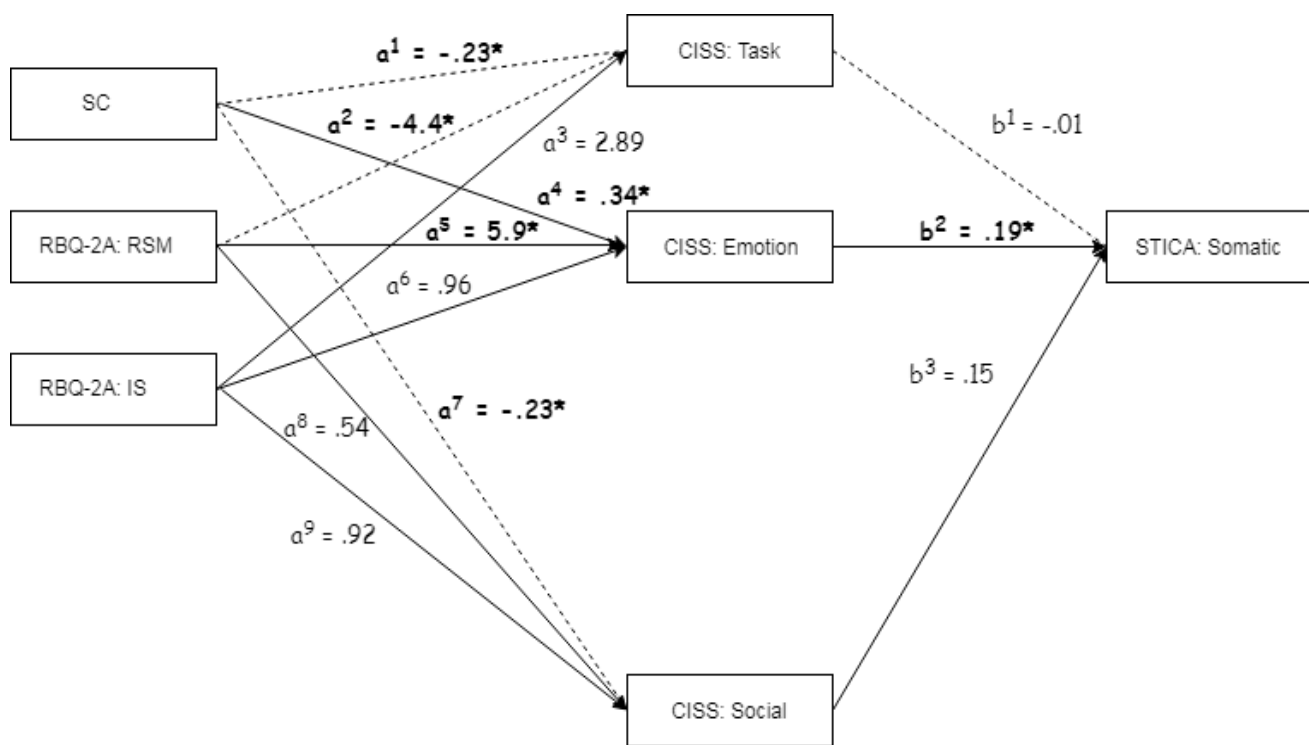 CISS: Task
a¹ = -.23*
SC
a² = -4.4*
b¹ = -.01
a³ = 2.89
a⁴ = .34*
a⁵ = 5.9*
b² = .19*
RBQ-2A: RSM
CISS: Emotion
STICA: Somatic
a⁶ = .96
b³ = .15
RBQ-2A: IS
a⁷ = -.23*
a⁸ = .54
a⁹ = .92
CISS: Social